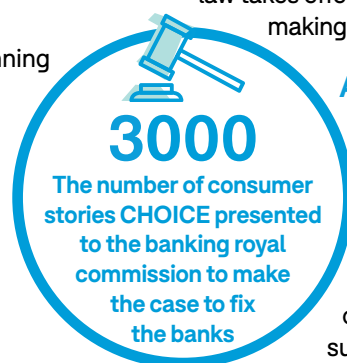 making
3000
The number of consumer
stories CHOICE presented
to the banking royal
commission to make
the case to fix
the banks